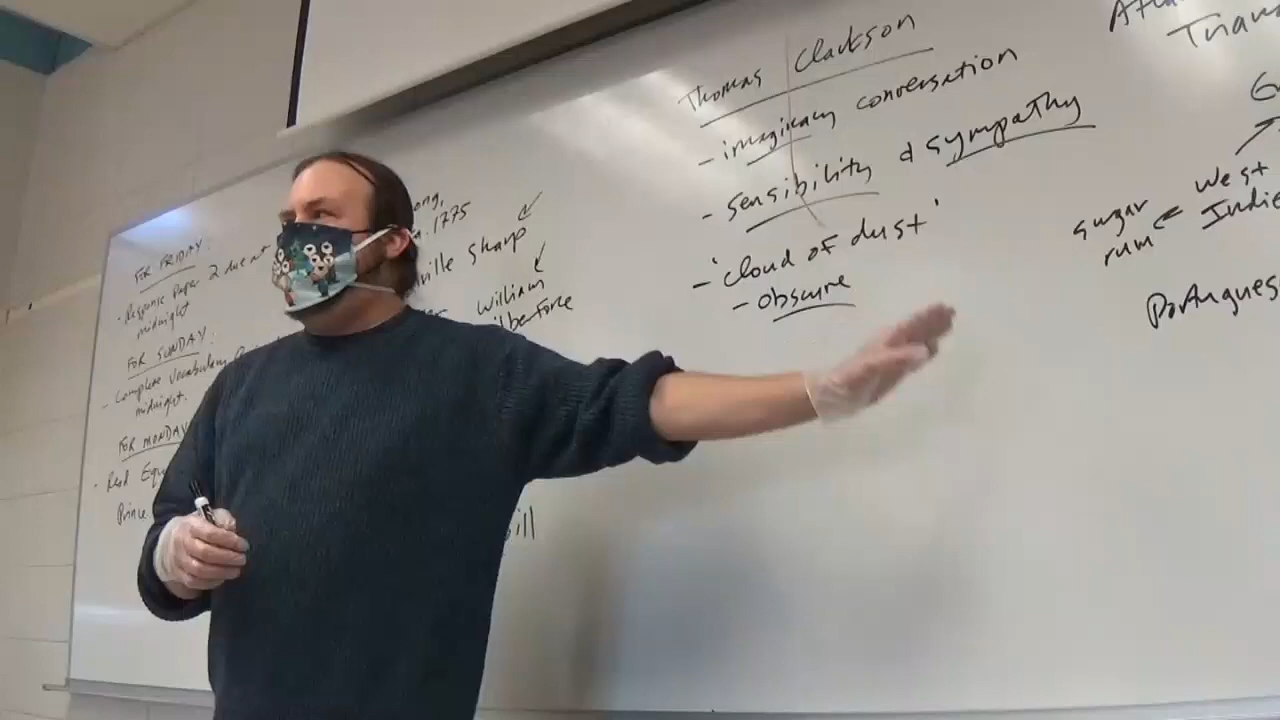 FOR FRIDAY:
- Response Paper 2 due at
midnight
FOR SUNDAY:
- Complete Vocabulary
midnight.
FOR MONDAY
- Read Equ
Prince
ong,
a. 1775
ville Sharp
William
ilberforce
ill
Thomas Clarkson
- imaginary conversation
- sensibility & sympathy
- 'cloud of dust'
- obscure
Atla
Trian
Gu
West
Indie
sugar
rum
Portugues